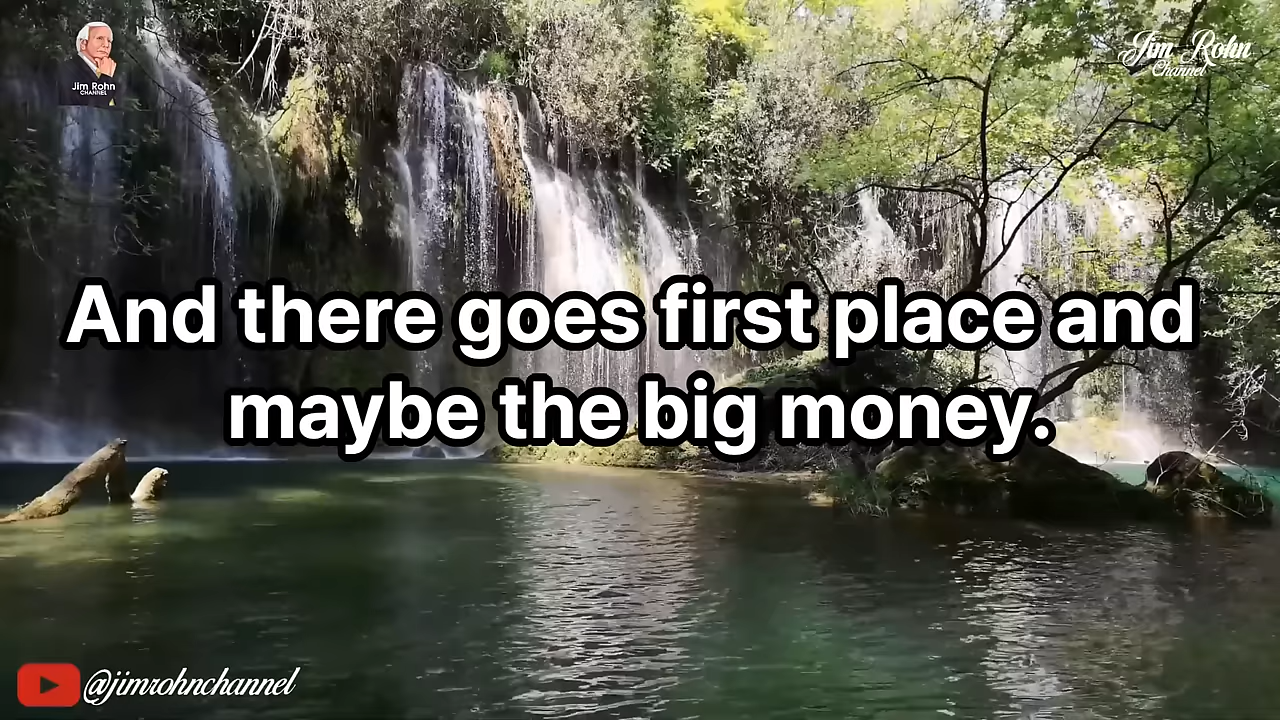 Jim Rohn
CHANNEL
Jim Rohn
Channel
And there goes first place and
maybe the big money.
@jimrohnchannel